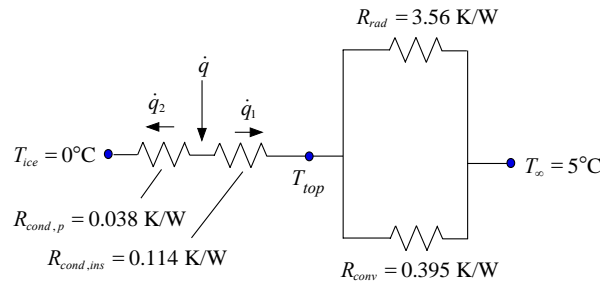 R_rad = 3.56 K/W
q̇
q̇2
q̇1
T_ice = 0°C
T_top
T_∞ = 5°C
R_cond,p = 0.038 K/W
R_cond,ins = 0.114 K/W
R_conv = 0.395 K/W